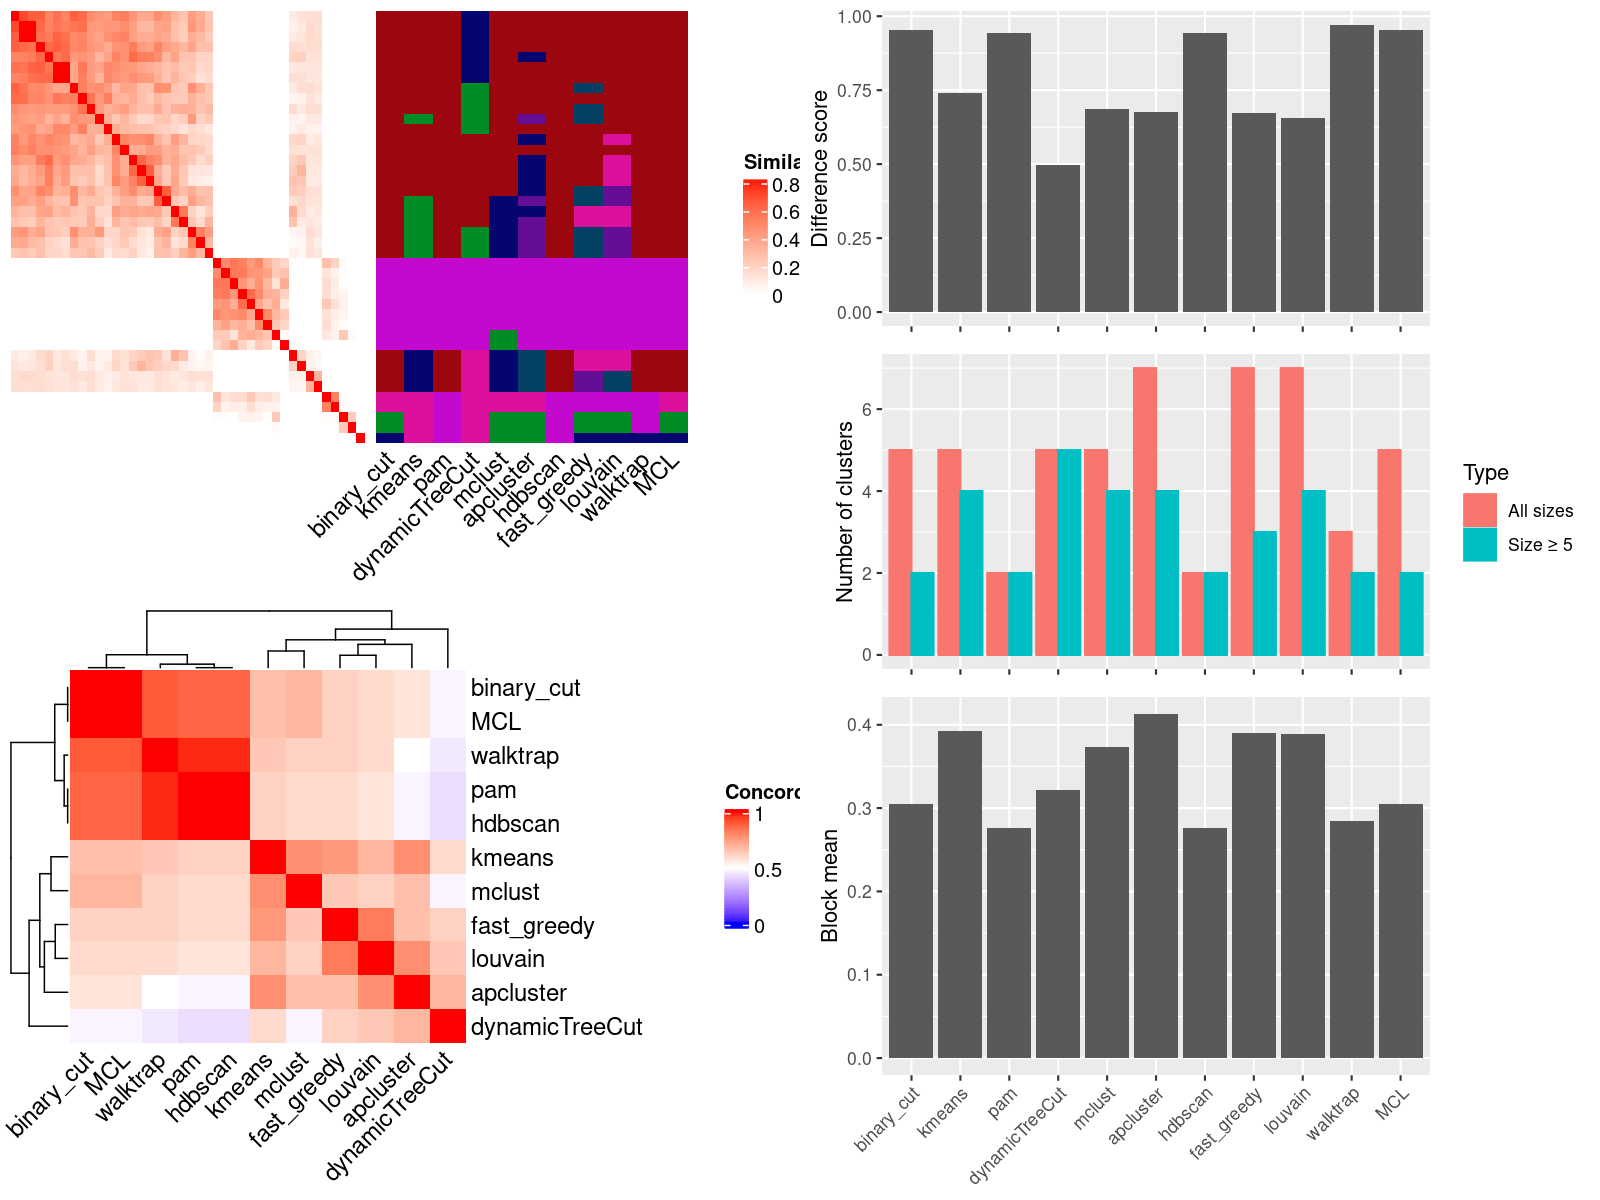 Simila
0.8
0.6
0.4
0.2
0
binary_cut
kmeans
pam
dynamicTreeCut
mclust
apcluster
hdbscan
fast_greedy
louvain
walktrap
MCL
binary_cut
MCL
walktrap
pam
hdbscan
kmeans
mclust
fast_greedy
louvain
apcluster
dynamicTreeCut
binary_cut
MCL
walktrap
pam
hdbscan
kmeans
mclust
fast_greedy
louvain
apcluster
dynamicTreeCut
Concord
1
0.5
0
Difference score
1.00
0.75
0.50
0.25
0.00
Number of clusters
6
4
2
0
Type
All sizes
Size ≥ 5
Block mean
0.4
0.3
0.2
0.1
0.0
binary_cut
kmeans
pam
dynamicTreeCut
mclust
apcluster
hdbscan
fast_greedy
louvain
walktrap
MCL